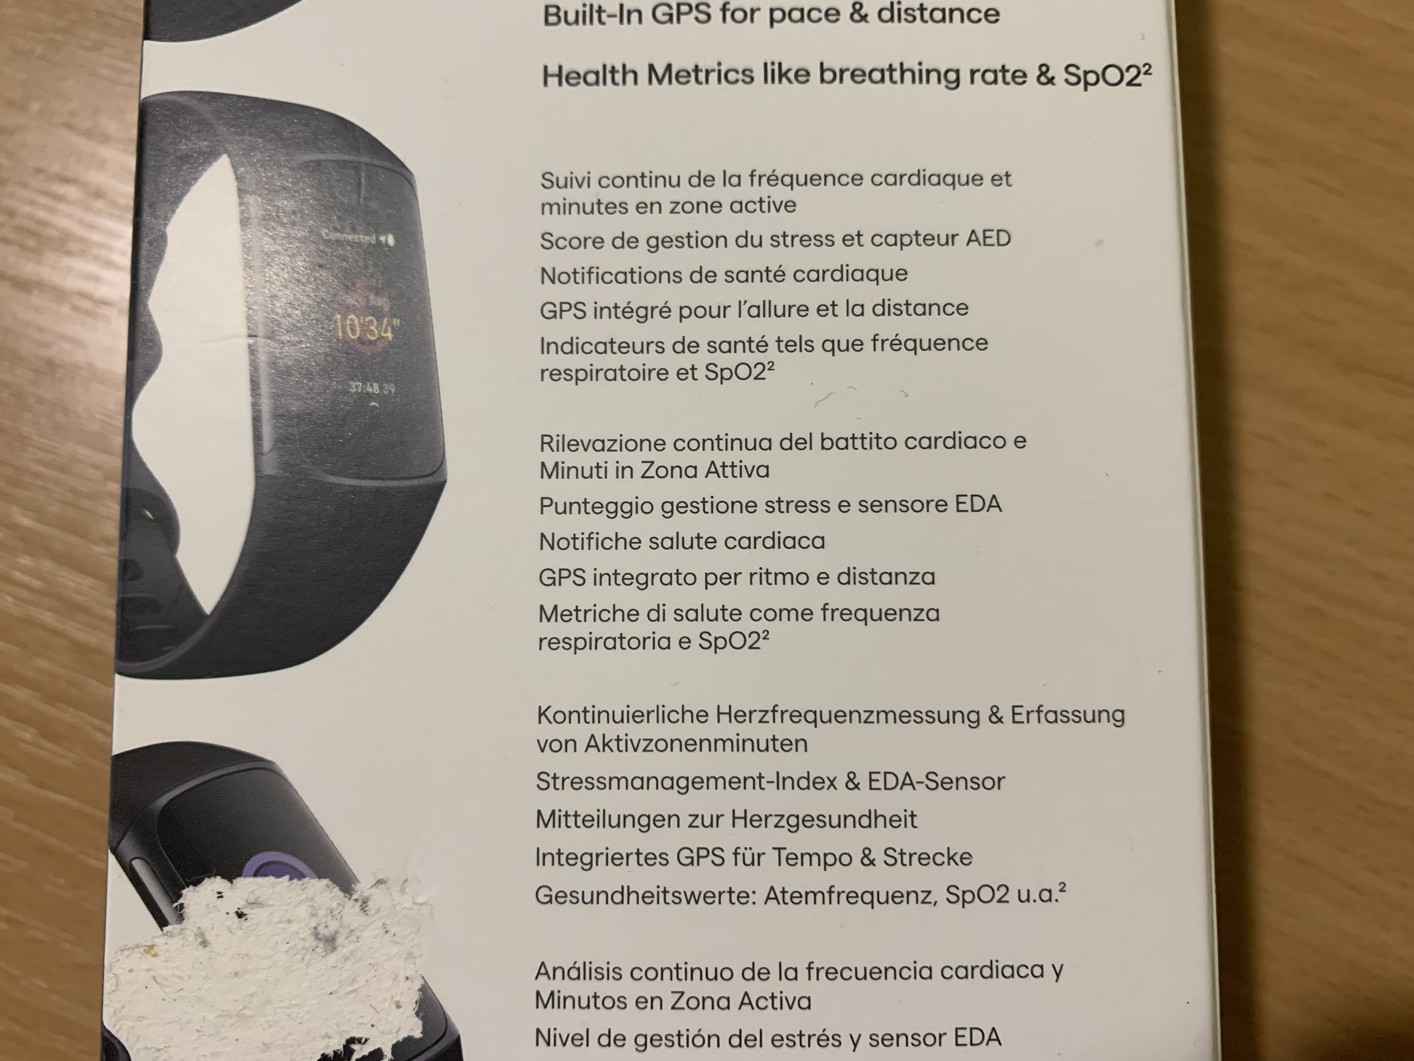 Built-In GPS for pace & distance
Health Metrics like breathing rate & SpO2²
Connected
10'34"
37:48.39
Suivi continu de la fréquence cardiaque et
minutes en zone active
Score de gestion du stress et capteur AED
Notifications de santé cardiaque
GPS intégré pour l’allure et la distance
Indicateurs de santé tels que fréquence
respiratoire et SpO2²
Rilevazione continua del battito cardiaco e
Minuti in Zona Attiva
Punteggio gestione stress e sensore EDA
Notifiche salute cardiaca
GPS integrato per ritmo e distanza
Metriche di salute come frequenza
respiratoria e SpO2²
Kontinuierliche Herzfrequenzmessung & Erfassung
von Aktivzonenminuten
Stressmanagement-Index & EDA-Sensor
Mitteilungen zur Herzgesundheit
Integriertes GPS für Tempo & Strecke
Gesundheitswerte: Atemfrequenz, SpO2 u.a.²
Análisis continuo de la frecuencia cardiaca y
Minutos en Zona Activa
Nivel de gestión del estrés y sensor EDA